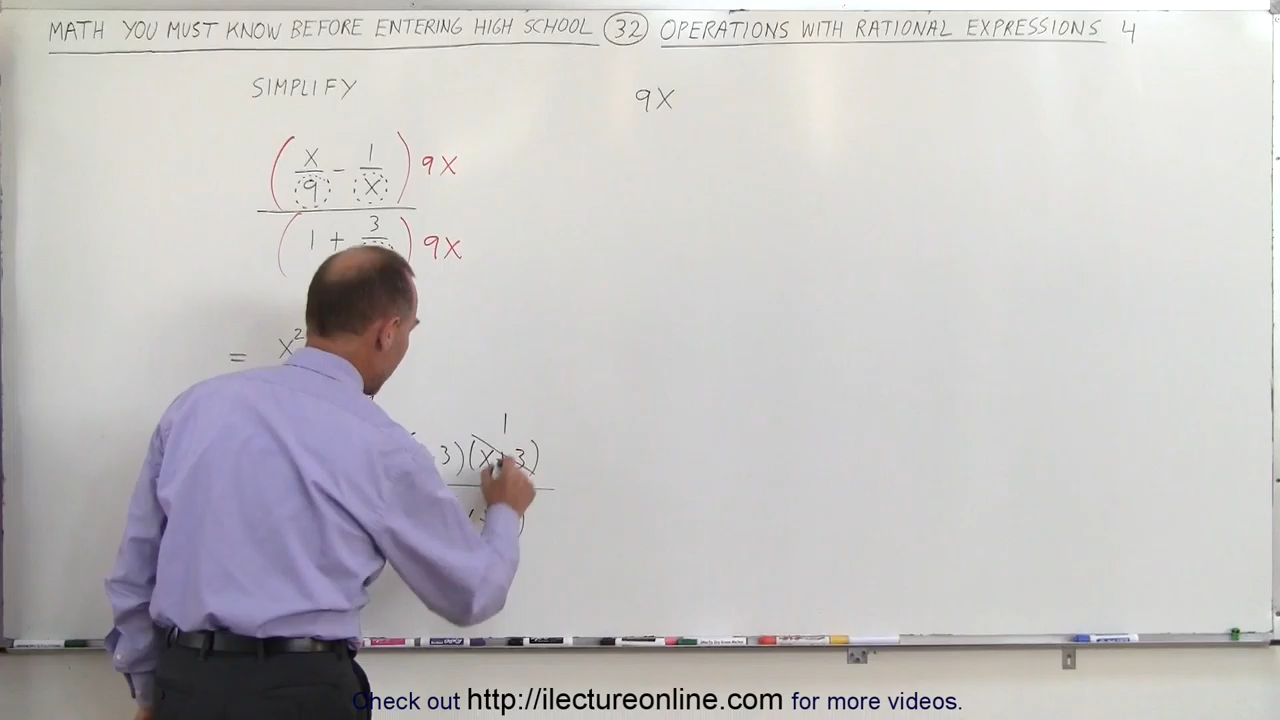 MATH YOU MUST KNOW BEFORE ENTERING HIGH SCHOOL 32 OPERATIONS WITH RATIONAL EXPRESSIONS 4
SIMPLIFY
9X
( X/9 - 1/X ) 9X
( 1 + 3/ ) 9X
= X²
1
3)(X+3)
Check out http://ilectureonline.com for more videos.